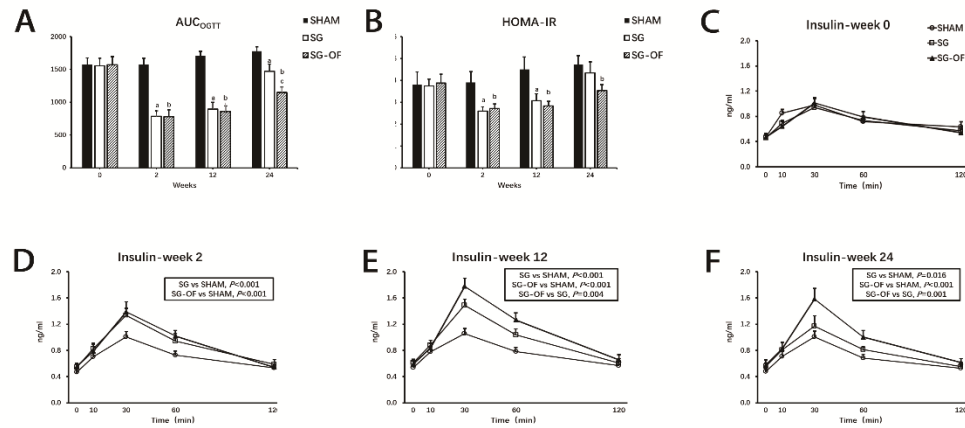 A
AUC_OGTT
SHAM
SG
SG-OF
2000
1500
1000
500
0
a
b
a
b
a
b
c
0
2
12
24
Weeks
B
HOMA-IR
SHAM
SG
SG-OF
a
b
a
b
b
0
2
12
24
Weeks
C
Insulin-week 0
SHAM
SG
SG-OF
ng/ml
2.0
1.6
1.2
0.8
0.4
0.0
0 10 30 60 120
Time (min)
D
Insulin-week 2
SG vs SHAM, P<0.001
SG-OF vs SHAM, P<0.001
ng/ml
2.0
1.6
1.2
0.8
0.4
0.0
0 10 30 60 12
Time (min)
E
Insulin-week 12
SG vs SHAM, P<0.001
SG-OF vs SHAM, P<0.001
SG-OF vs SG, P=0.004
ng/ml
2.0
1.6
1.2
0.8
0.4
0.0
0 10 30 60 120
Time (min)
F
Insulin-week 24
SG vs SHAM, P=0.016
SG-OF vs SHAM, P<0.001
SG-OF vs SG, P=0.001
ng/ml
2.0
1.6
1.2
0.8
0.4
0.0
0 10 30 60 120
Time (min)